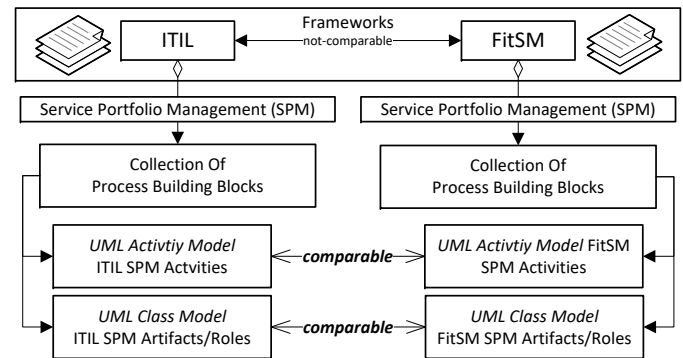 Frameworks
ITIL
not-comparable
FitSM
Service Portfolio Management (SPM)
Service Portfolio Management (SPM)
Collection Of
Process Building Blocks
Collection Of
Process Building Blocks
UML Activtiy Model
ITIL SPM Actvities
comparable
UML Activtiy Model FitSM
SPM Activities
UML Class Model
ITIL SPM Artifacts/Roles
comparable
UML Class Model
FitSM SPM Artifacts/Roles